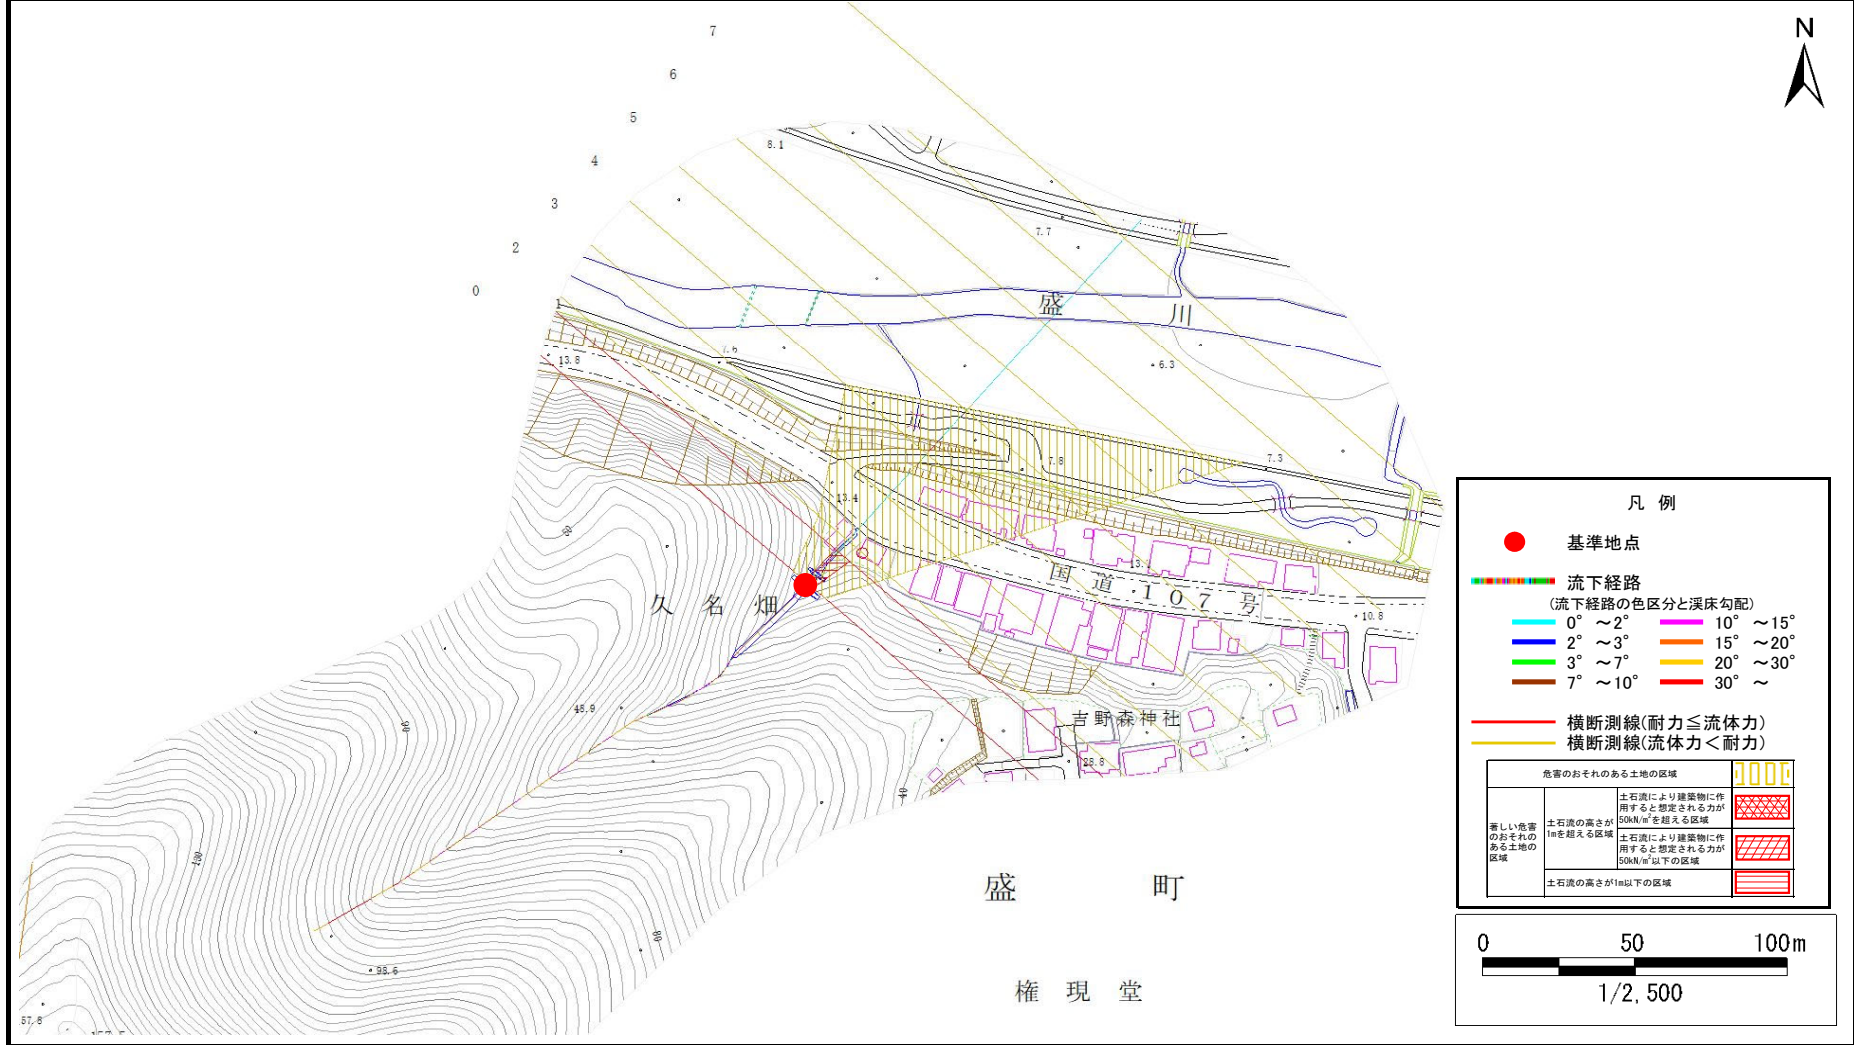 N
7
6
5
4
3
2
0
1
8.1
7.7
盛川
7.6
6.3
13.8
7.8
7.3
13.4
13.1
国道107号
10.8
久名畑
48.9
吉野森神社
28.8
盛町
98.6
権現堂
57.8
凡例
基準地点
流下経路
(流下経路の色区分と渓床勾配)
0° ～2° 10° ～15°
2° ～3° 15° ～20°
3° ～7° 20° ～30°
7° ～10° 30° ～
横断測線(耐力≦流体力)
横断測線(流体力<耐力)
危害のおそれのある土地の区域
著しい危害
のおそれの
ある土地の
区域
土石流の高さが
1mを超える区域
土石流により建築物に作
用すると想定される力が
50kN/m²を超える区域
土石流により建築物に作
用すると想定される力が
50kN/m²以下の区域
土石流の高さが1m以下の区域
0 50 100m
1/2,500